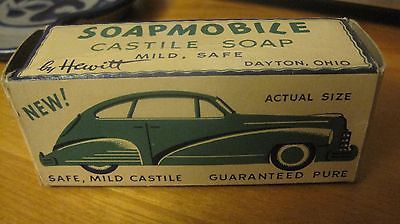 SOAPMOBILE
CASTILE SOAP
by Hewitt
MILD, SAFE
DAYTON, OHIO
NEW!
ACTUAL SIZE
SAFE, MILD CASTILE GUARANTEED PURE